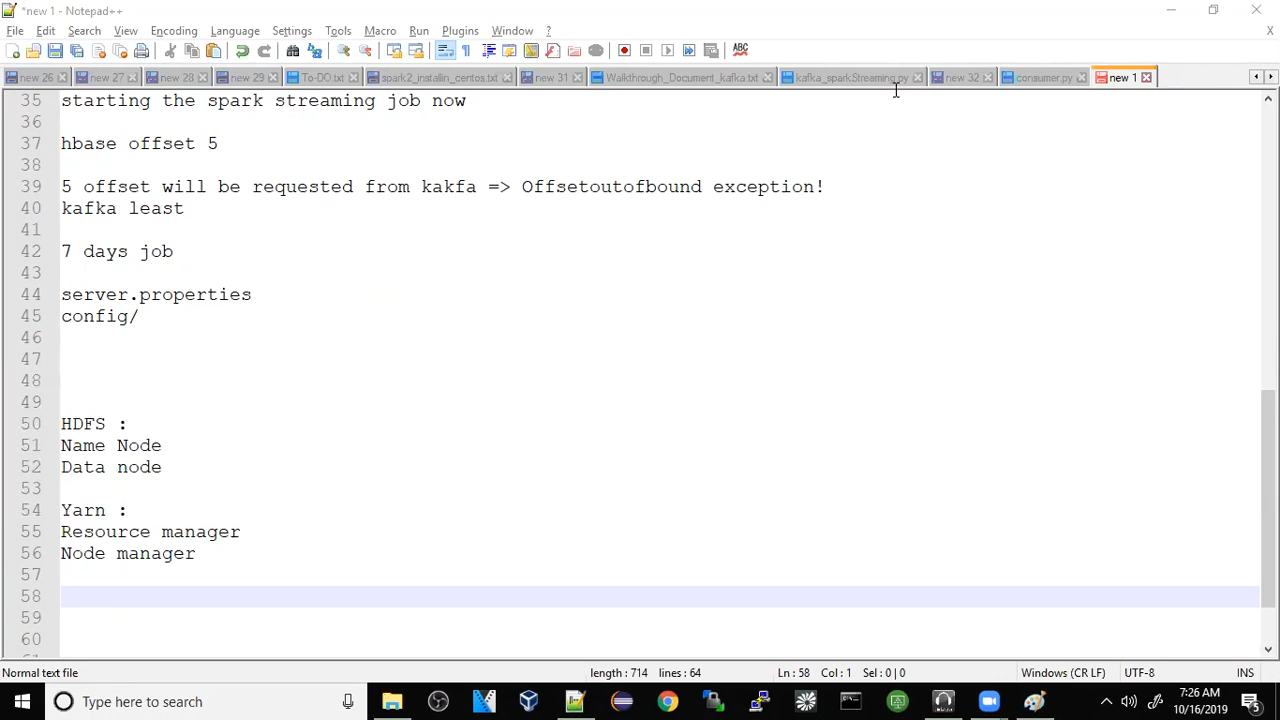 *new 1 - Notepad++
File Edit Search View Encoding Language Settings Tools Macro Run Plugins Window ? X
new 26 new 27 new 28 new 29 To-DO.txt spark2_installin_centos.txt new 31 Walkthrough_Document_kafka.txt kafka_sparkStreaming.py new 32 consumer.py new 1
35 starting the spark streaming job now
36
37 hbase offset 5
38
39 5 offset will be requested from kakfa => Offsetoutofbound exception!
40 kafka least
41
42 7 days job
43
44 server.properties
45 config/
46
47
48
49
50 HDFS :
51 Name Node
52 Data node
53
54 Yarn :
55 Resource manager
56 Node manager
57
58
59
60
Normal text file length : 714 lines : 64 Ln : 58 Col : 1 Sel : 0 | 0 Windows (CR LF) UTF-8 INS
Type here to search
7:26 AM
10/16/2019
5